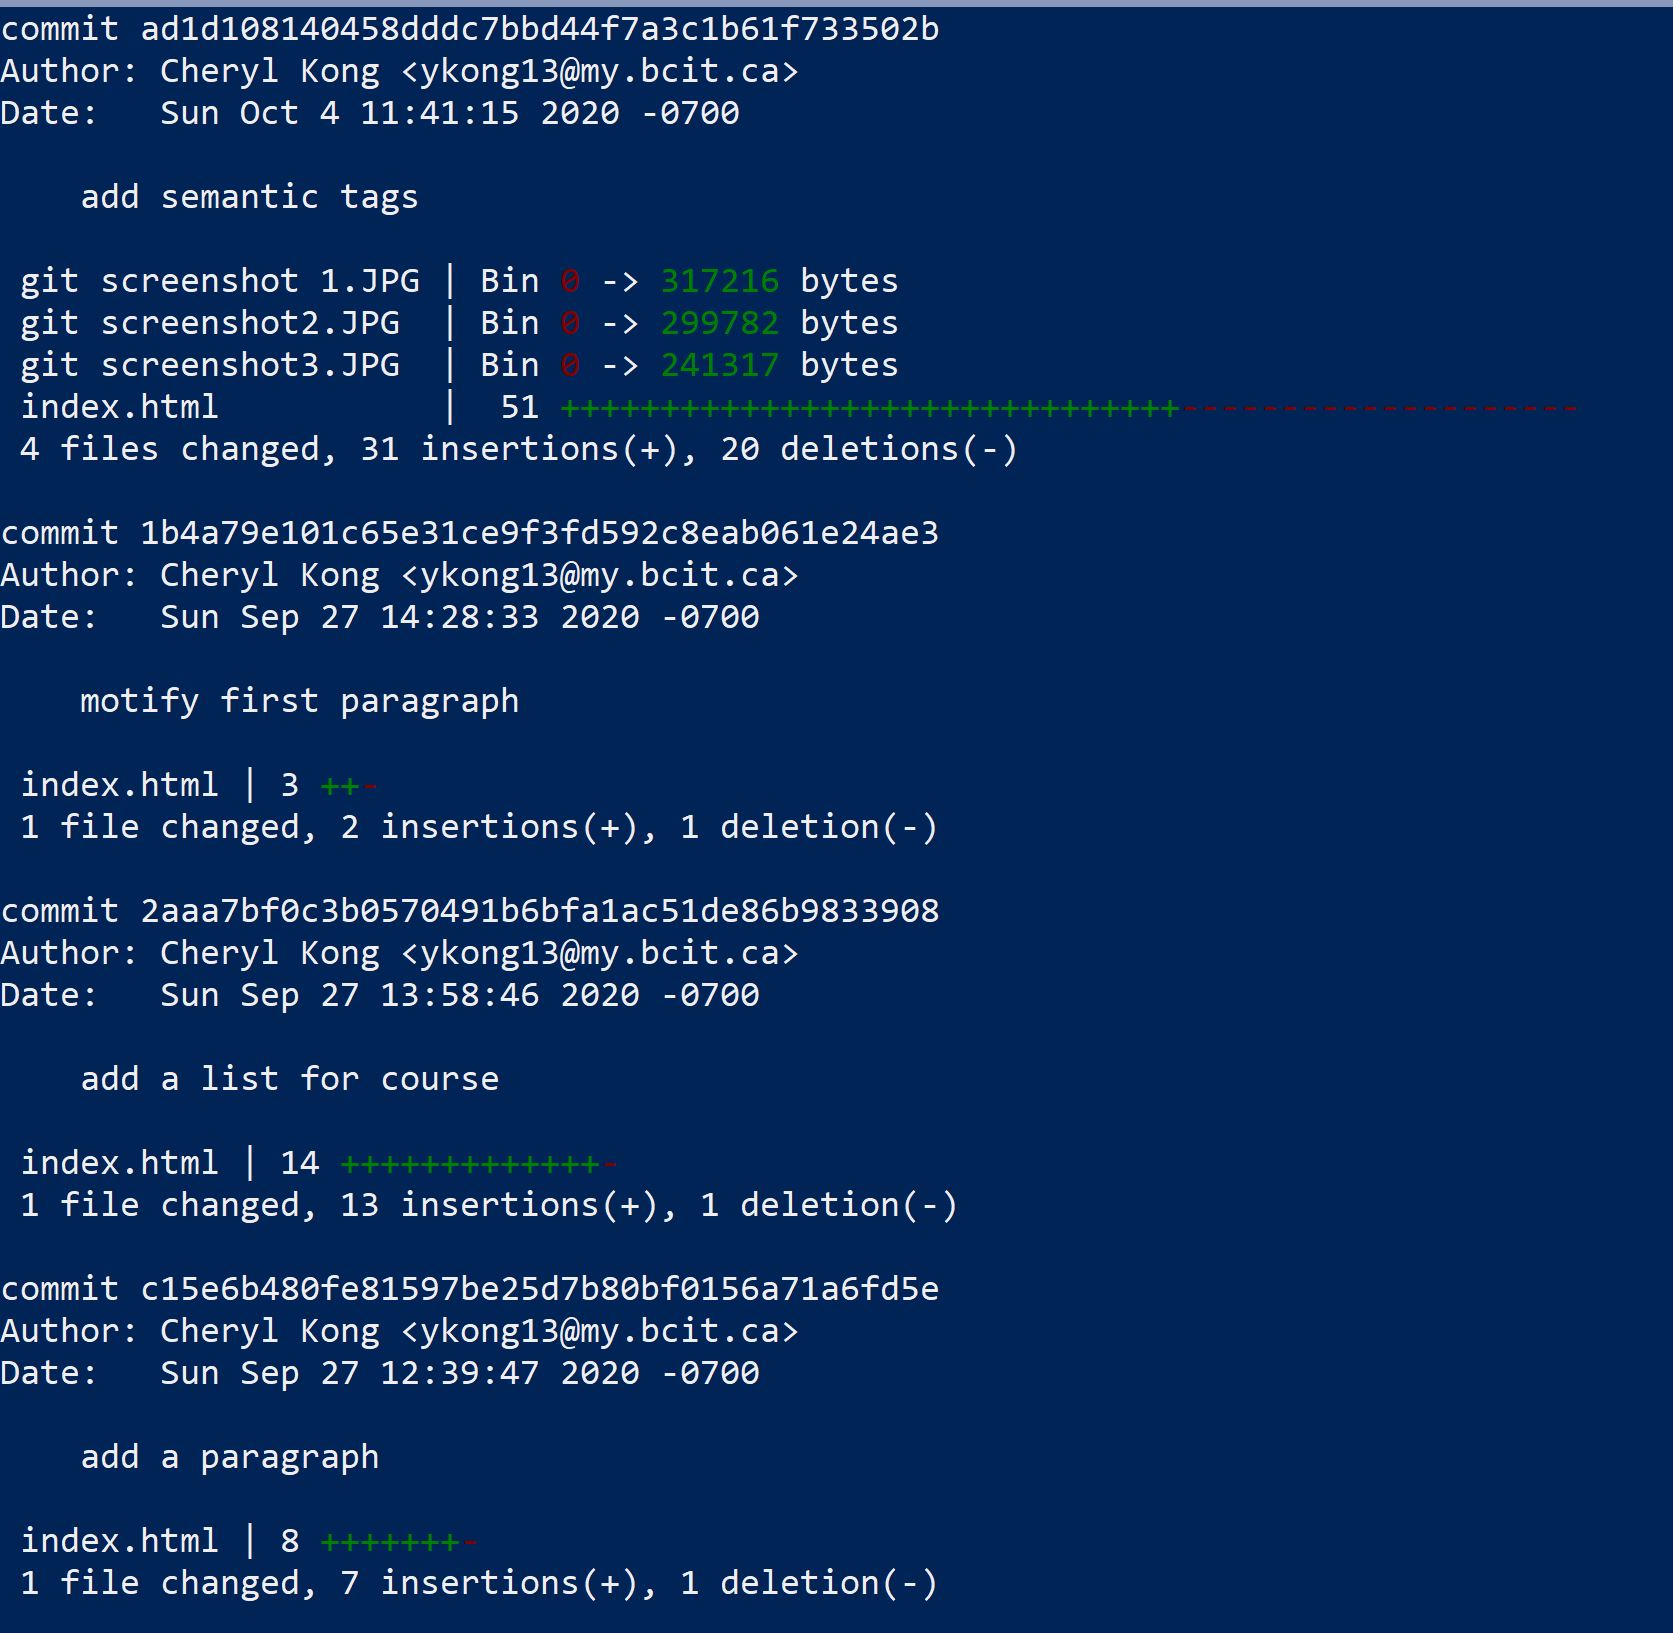 commit ad1d108140458dddc7bbd44f7a3c1b61f733502b
Author: Cheryl Kong <ykong13@my.bcit.ca>
Date:   Sun Oct 4 11:41:15 2020 -0700
add semantic tags
git screenshot 1.JPG | Bin 0 -> 317216 bytes
git screenshot2.JPG  | Bin 0 -> 299782 bytes
git screenshot3.JPG  | Bin 0 -> 241317 bytes
index.html           |  51 +++++++++++++++++++++++++++++++--------------------
4 files changed, 31 insertions(+), 20 deletions(-)
commit 1b4a79e101c65e31ce9f3fd592c8eab061e24ae3
Author: Cheryl Kong <ykong13@my.bcit.ca>
Date:   Sun Sep 27 14:28:33 2020 -0700
motify first paragraph
index.html | 3 ++-
1 file changed, 2 insertions(+), 1 deletion(-)
commit 2aaa7bf0c3b0570491b6bfa1ac51de86b9833908
Author: Cheryl Kong <ykong13@my.bcit.ca>
Date:   Sun Sep 27 13:58:46 2020 -0700
add a list for course
index.html | 14 +++++++++++++-
1 file changed, 13 insertions(+), 1 deletion(-)
commit c15e6b480fe81597be25d7b80bf0156a71a6fd5e
Author: Cheryl Kong <ykong13@my.bcit.ca>
Date:   Sun Sep 27 12:39:47 2020 -0700
add a paragraph
index.html | 8 +++++++-
1 file changed, 7 insertions(+), 1 deletion(-)